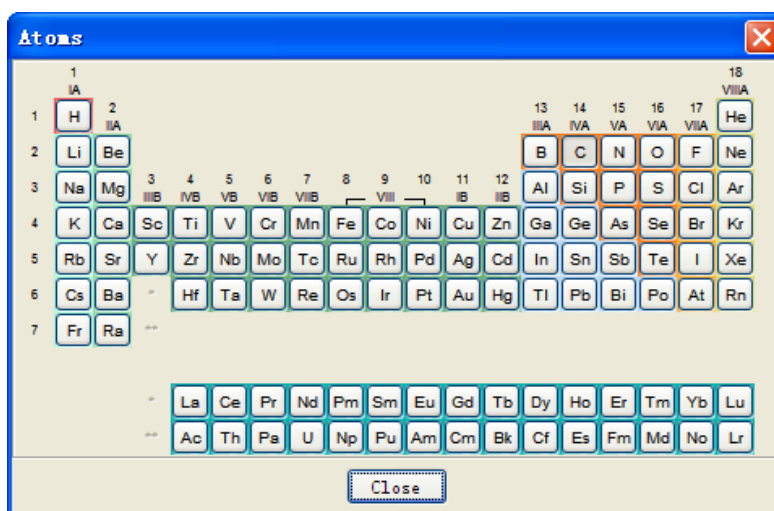 Atoms
1 18
IA VIIIA
1 H 2 13 14 15 16 17 He
IIA IIIA IVA VA VIA VIIA
2 Li Be B C N O F Ne
3 4 5 6 7 8 9 10 11 12
3 Na Mg IIIB IVB VB VIB VIIB VIII IB IIB Al Si P S Cl Ar
4 K Ca Sc Ti V Cr Mn Fe Co Ni Cu Zn Ga Ge As Se Br Kr
5 Rb Sr Y Zr Nb Mo Tc Ru Rh Pd Ag Cd In Sn Sb Te I Xe
6 Cs Ba * Hf Ta W Re Os Ir Pt Au Hg Tl Pb Bi Po At Rn
7 Fr Ra **
* La Ce Pr Nd Pm Sm Eu Gd Tb Dy Ho Er Tm Yb Lu
** Ac Th Pa U Np Pu Am Cm Bk Cf Es Fm Md No Lr
Close